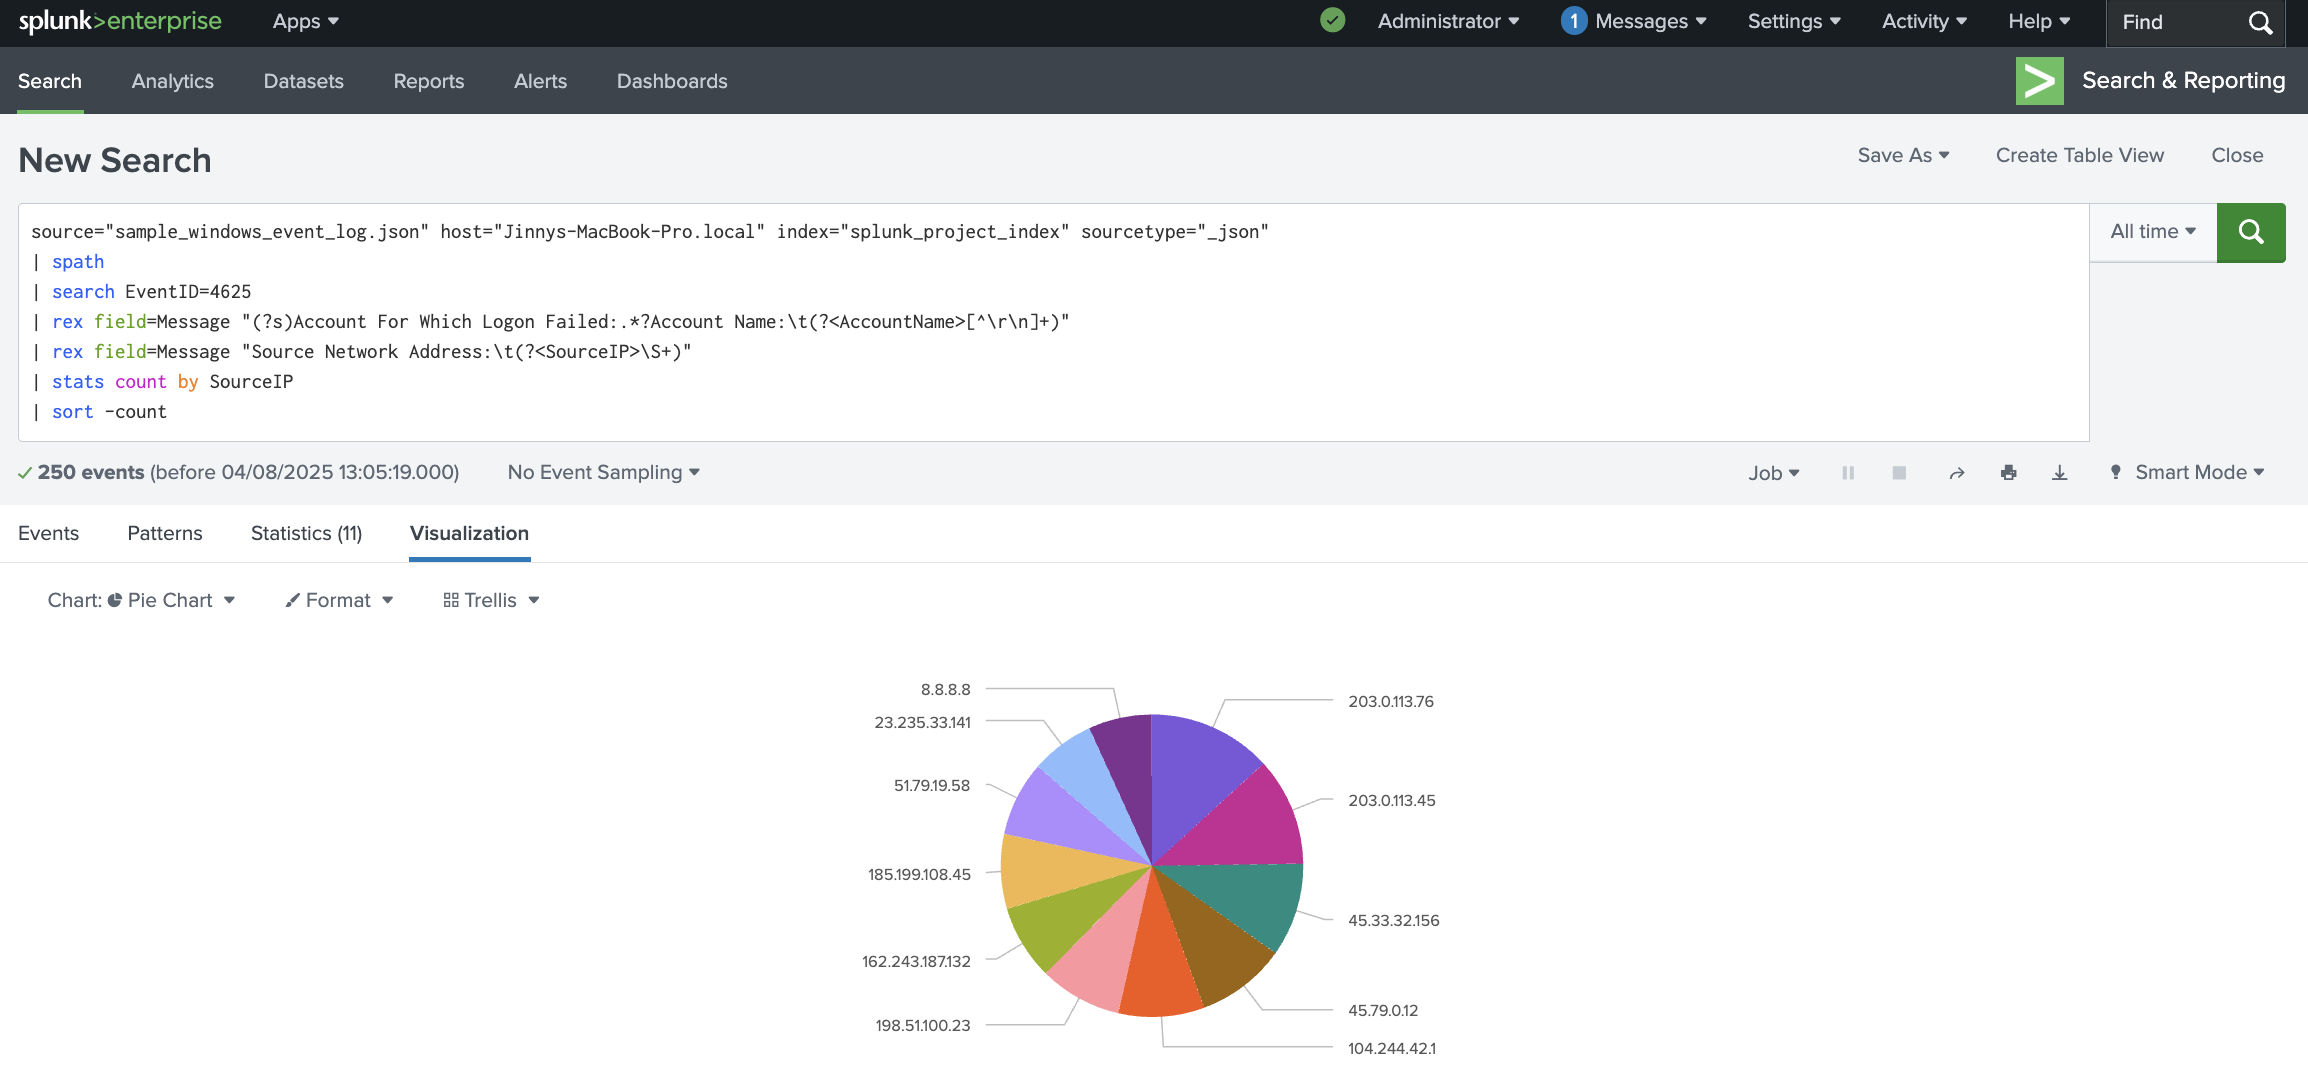 splunk>enterprise Apps Administrator 1 Messages Settings Activity Help Find
Search Analytics Datasets Reports Alerts Dashboards Search & Reporting
New Search Save As Create Table View Close
source="sample_windows_event_log.json" host="Jinnys-MacBook-Pro.local" index="splunk_project_index" sourcetype="_json" All time
| spath
| search EventID=4625
| rex field=Message "(?s)Account For Which Logon Failed:.*?Account Name:\t(?<AccountName>[^\r\n]+)"
| rex field=Message "Source Network Address:\t(?<SourceIP>\S+)"
| stats count by SourceIP
| sort -count
250 events (before 04/08/2025 13:05:19.000) No Event Sampling Job Smart Mode
Events Patterns Statistics (11) Visualization
Chart: Pie Chart Format Trellis
8.8.8.8
203.0.113.76
23.235.33.141
51.79.19.58
203.0.113.45
185.199.108.45
45.33.32.156
162.243.187.132
45.79.0.12
198.51.100.23
104.244.42.1